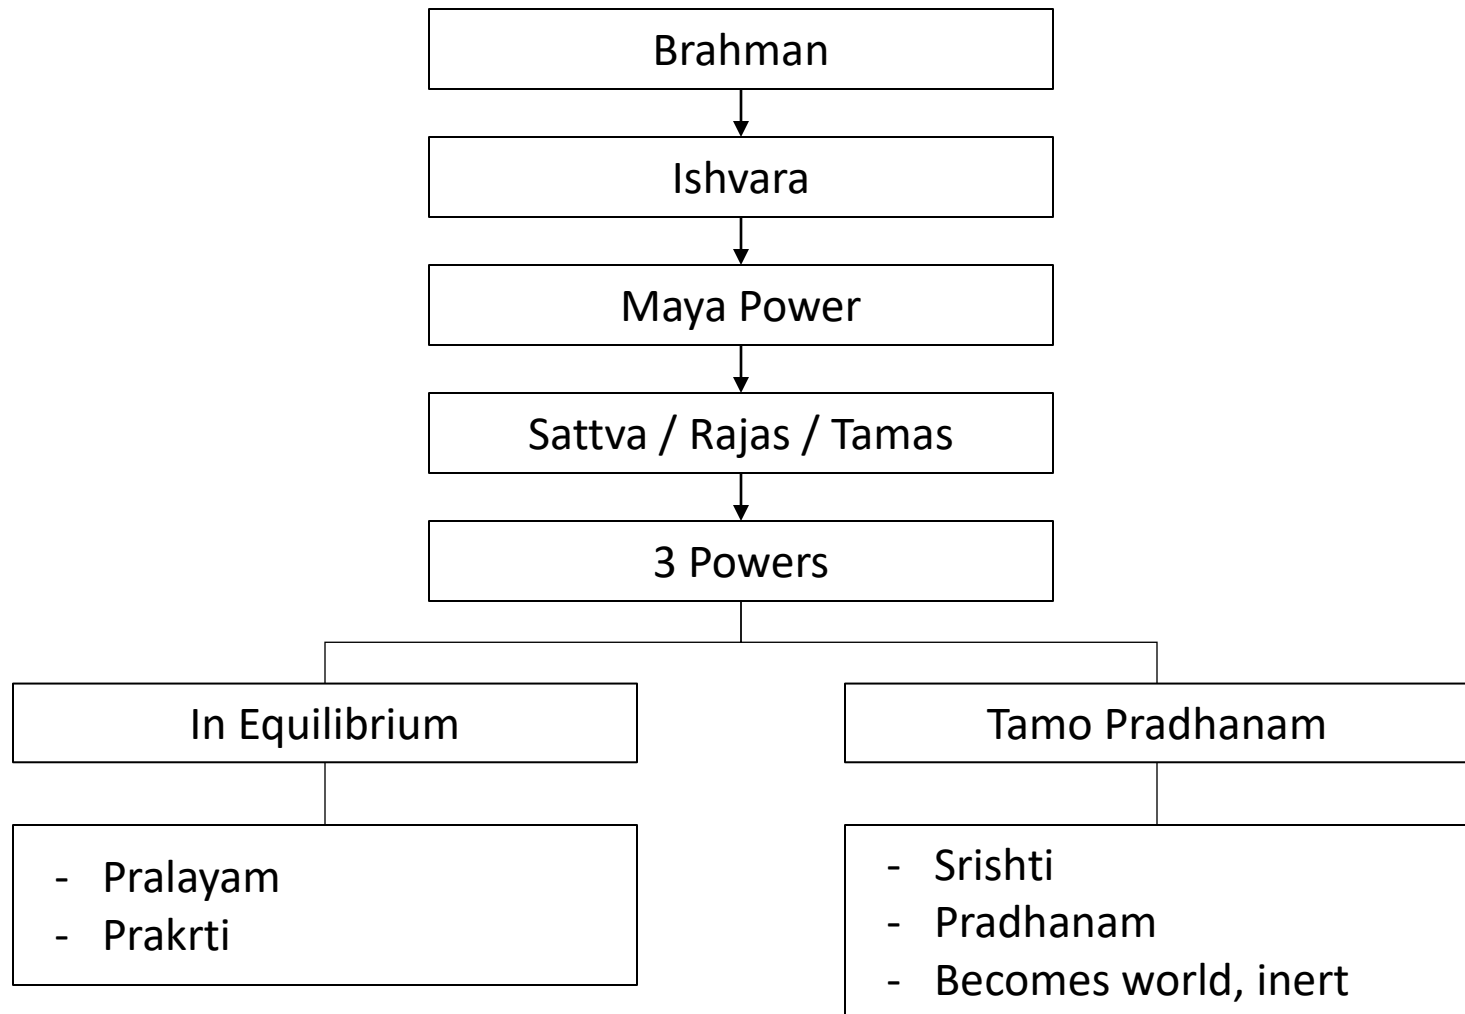 Brahman
Ishvara
Maya Power
Sattva / Rajas / Tamas
3 Powers
In Equilibrium
Tamo Pradhanam
- Pralayam
- Prakrti
- Srishti
- Pradhanam
- Becomes world, inert